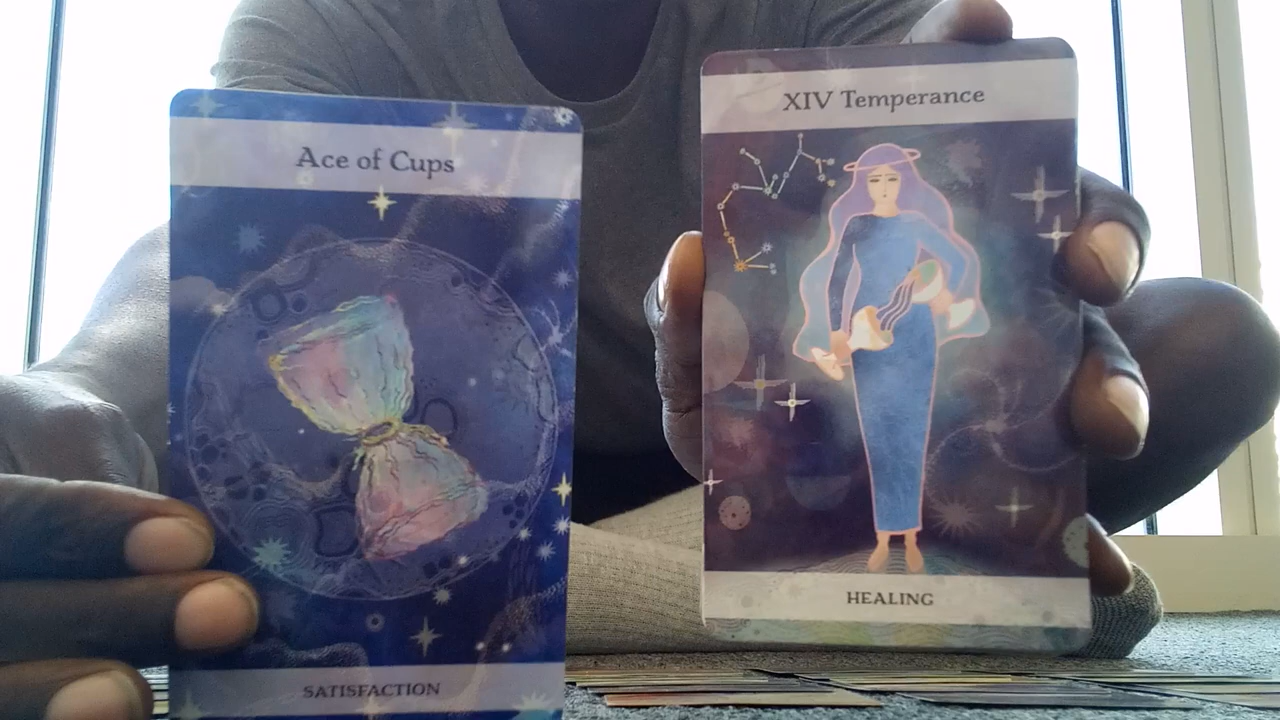 Ace of Cups
SATISFACTION
XIV Temperance
HEALING